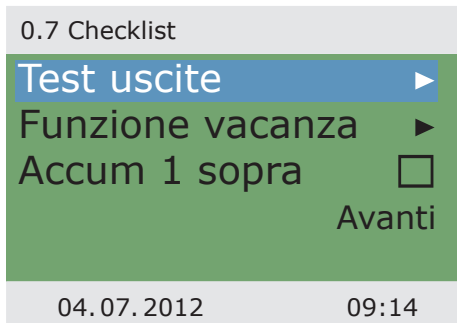 0.7 Checklist
Test uscite ►
Funzione vacanza ►
Accum 1 sopra ☐
Avanti
04.07.2012 09:14